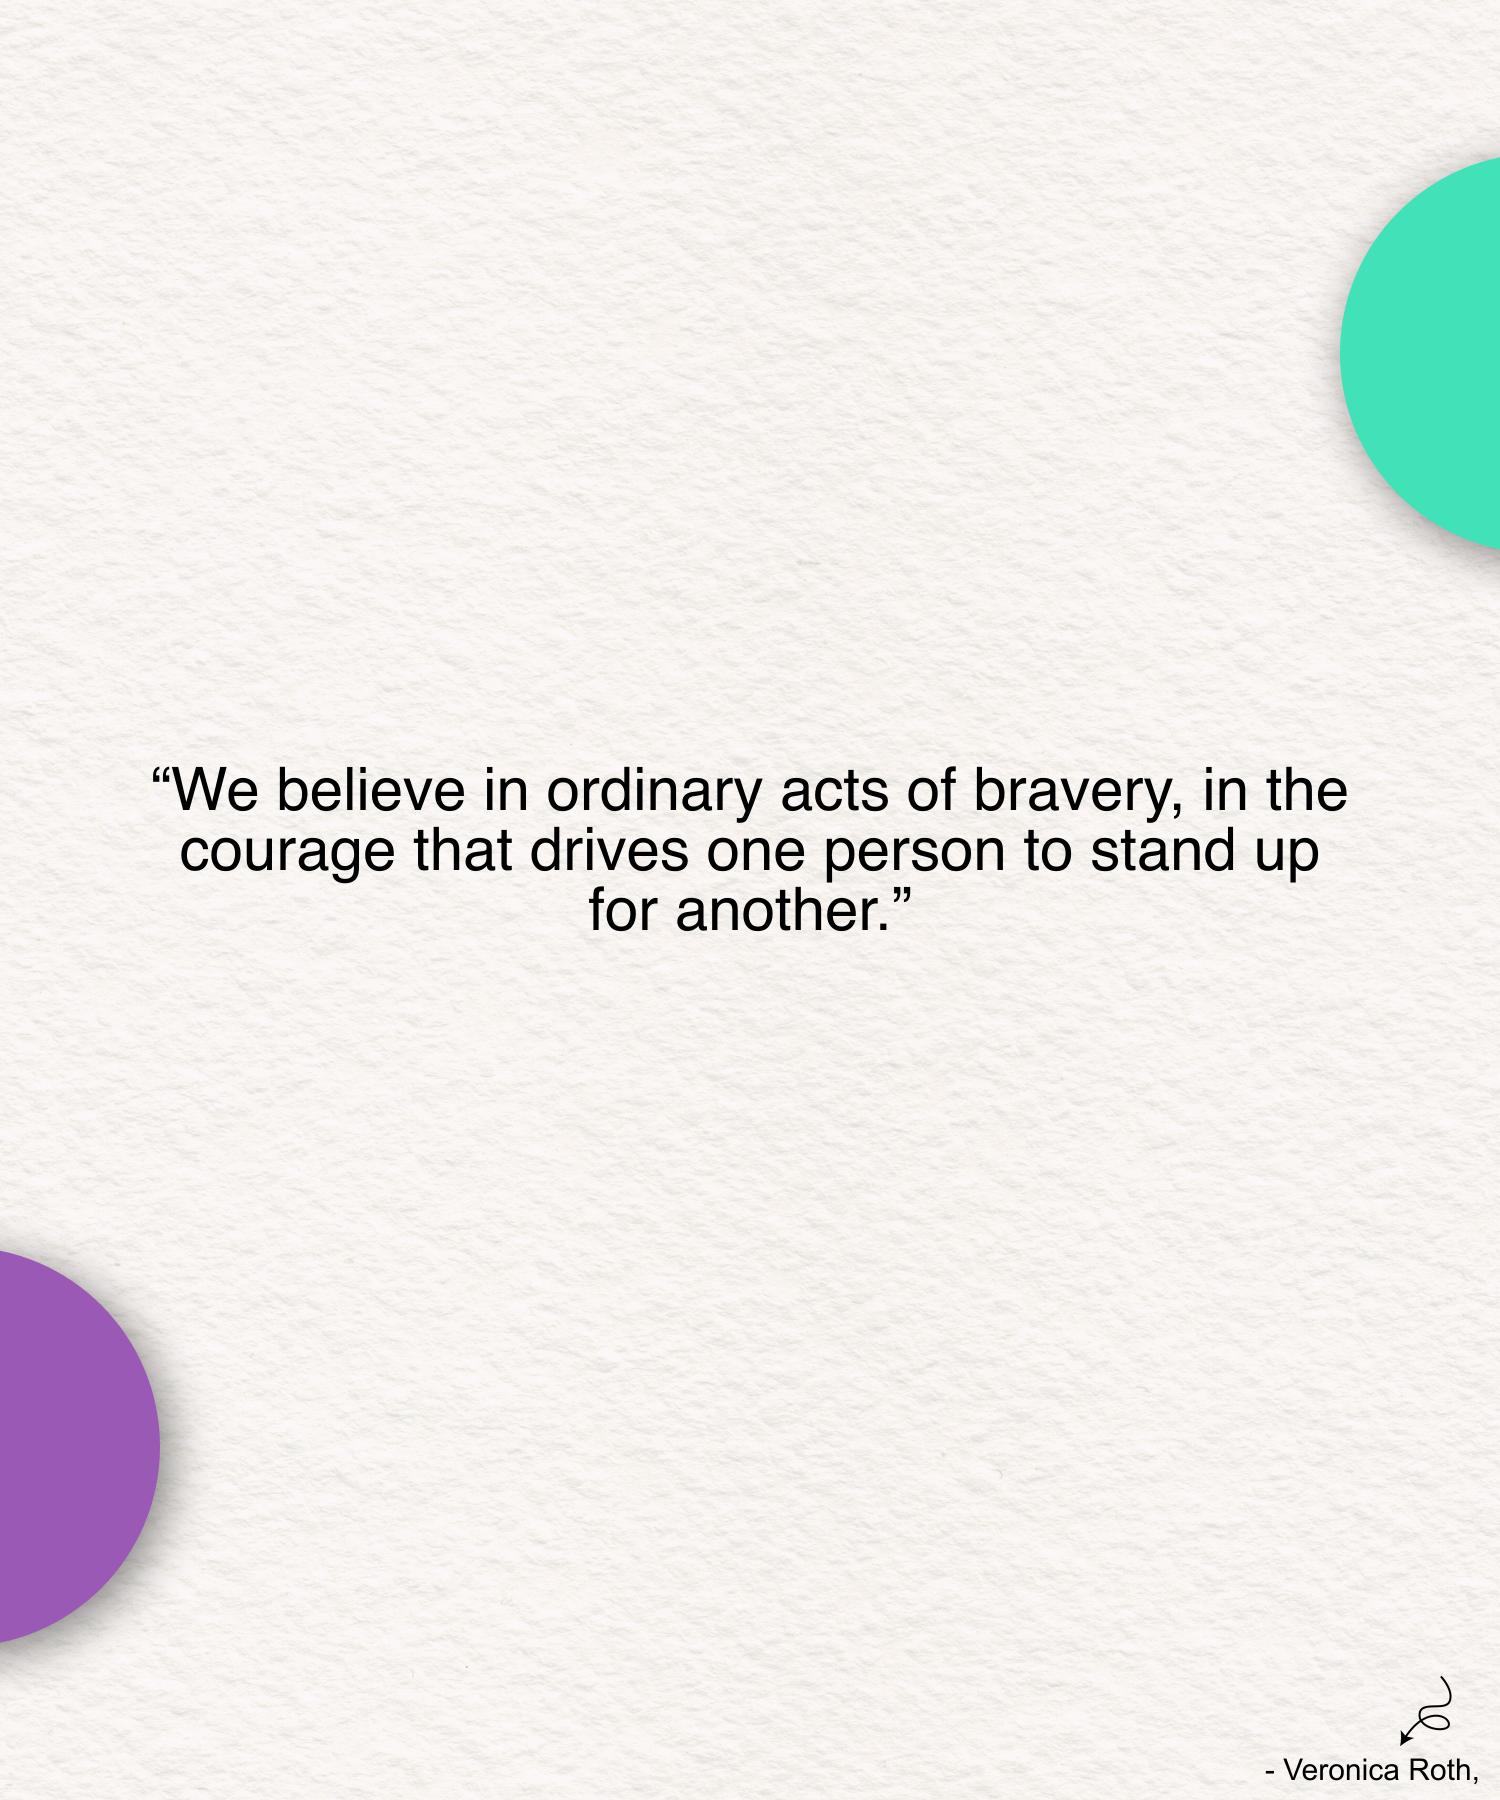 “We believe in ordinary acts of bravery, in the
courage that drives one person to stand up
for another.”
- Veronica Roth,